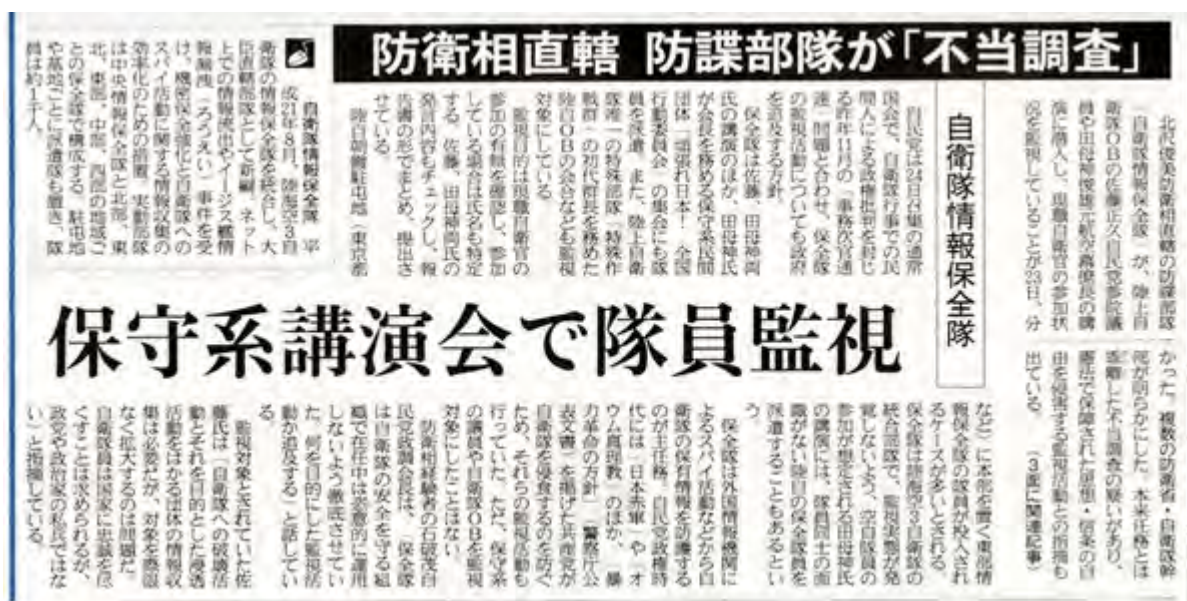 防衛相直轄 防諜部隊が「不当調査」
自衛隊情報保全隊
保守系講演会で隊員監視
北沢俊美防衛相直轄の防諜部隊
「自衛隊情報保全隊」が、陸上自
衛隊OBの佐藤正久自民党参院議
員や田母神俊雄元航空幕僚長の講
演に潜入し、現職自衛官の参加状
況を監視していることが23日、分
かった。複数の防衛省・自衛隊幹
部が明らかにした。本来任務とは
乖離した不当調査の疑いがあり、
憲法で保障された思想・信条の自
由を侵害する監視活動との指摘も
出ている。 (3面に関連記事)
自民党は24日召集の通常
国会で、自衛隊行事での民
間人による政権批判を封じ
る昨年11月の「事務次官通
達」問題と合わせ、保全隊
の監視活動についても政府
を追及する方針。
保全隊は佐藤、田母神両
氏の講演のほか、田母神氏
が会長を務める保守系民間
団体「頑張れ日本!全国
行動委員会」の集会にも隊
員を派遣。また、陸上自衛
隊唯一の特殊部隊「特殊作
戦群」の初代群長を務めた
陸自OBの会合なども監視
対象にしている。
監視目的は現職自衛官の
参加の有無を確認し、参加
している場合は氏名も特定
する。佐藤、田母神両氏の
発言内容もチェックし、報
告書の形でまとめ、提出さ
せている。
陸自朝霞駐屯地(東京都
など)に本部を置く東部情
報保全隊の隊員が投入され
るケースが多いとされる。
保全隊は陸海空3自衛隊の
統合部隊で、監視実態が発
覚しないよう、空自隊員の
参加が想定される田母神氏
の講演には、隊員同士の面
識がない陸自の保全隊員を
派遣することもあるとい
う。
保全隊は外国情報機関に
よるスパイ活動などから自
衛隊の保有情報を防護する
のが主任務。自民党政権時
代には「日本赤軍」や「オ
ウム真理教」のほか、「暴
力革命の方針」(警察庁公
表文書)を掲げた共産党が
自衛隊を侵食するのを防ぐ
ため、それらの監視活動も
行っていた。ただ、保守系
の議員や自衛隊OBを監視
対象にしたことはない。
防衛相経験者の石破茂自
民党政調会長は、「保全隊
は自衛隊の安全を守る組
織で在任中は恣意的に運用
しないよう徹底させてい
た。何を目的にした監視活
動か追及する」と話してい
る。
監視対象とされていた佐
藤氏は「自衛隊への破壊活
動とそれを目的とした浸透
活動をはかる団体の情報収
集は必要だが、対象を際限
なく拡大するのは問題だ。
自衛隊員は国家に忠誠を尽
くすことは求められるが、
政党や政治家の私兵ではな
い」と指摘している。
自衛隊情報保全隊 平
成21年8月、陸海空3自
衛隊の情報保全隊を統合し、大
臣直轄部隊として新編。ネット
上での情報流出やイージス艦情
報漏洩(ろうえい)事件を受
け、機密保全強化と自衛隊への
スパイ活動に関する情報収集の
効率化のための措置。実動部隊
は中央情報保全隊と北部、東
北、東部、中部、西部の地域ご
との保全隊で構成する。駐屯地
や基地ごとに派遣隊も置き、隊
員は約1千人。